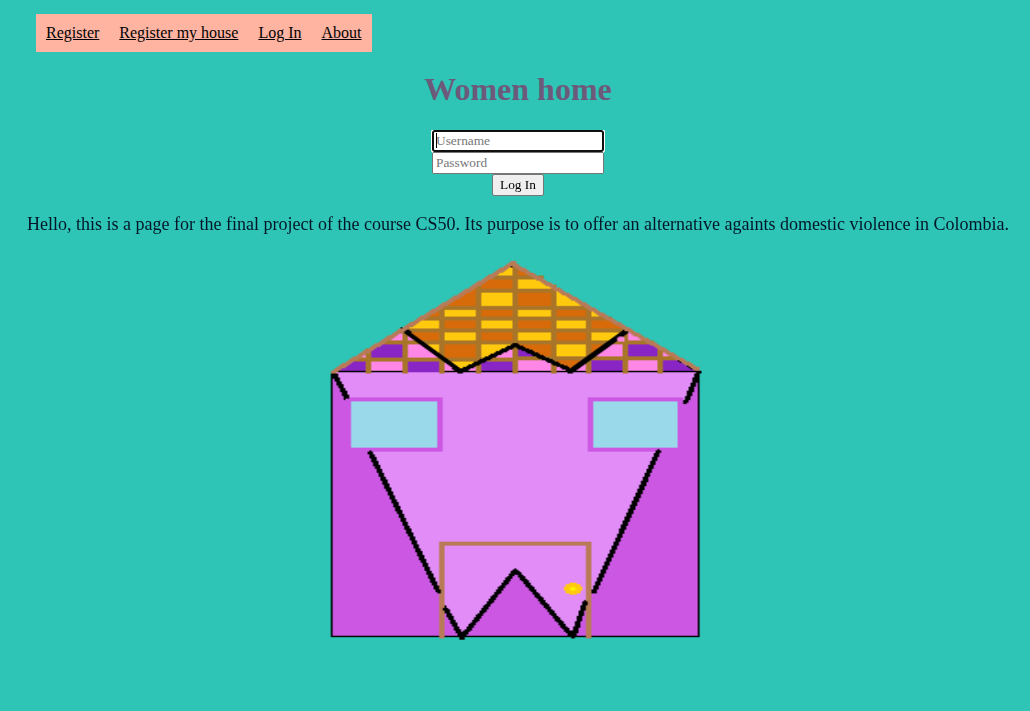 Register Register my house Log In About
Women home
Username
Password
Log In
Hello, this is a page for the final project of the course CS50. Its purpose is to offer an alternative againts domestic violence in Colombia.